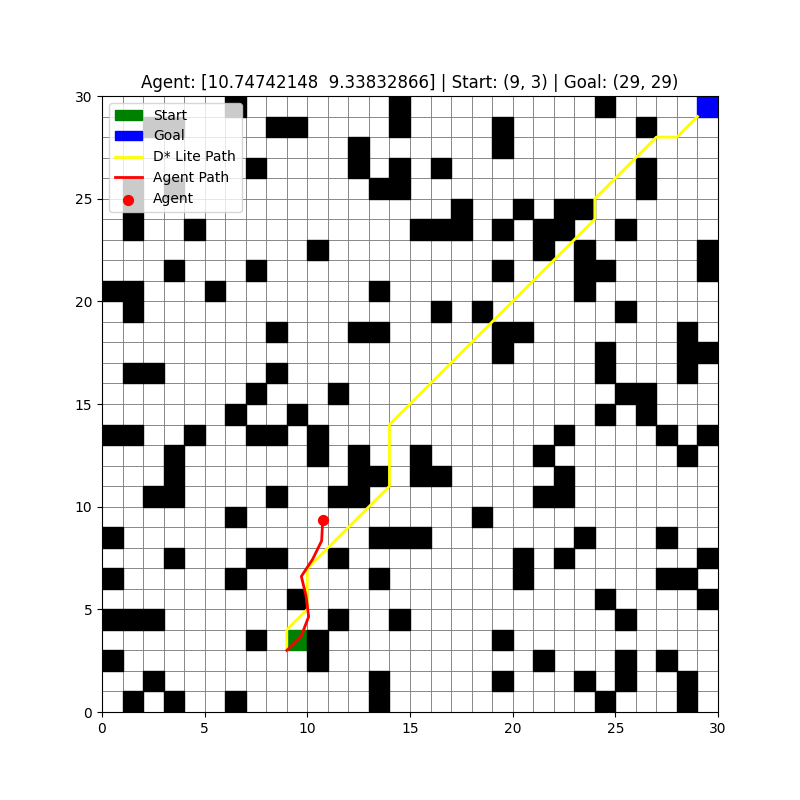 Agent: [10.74742148  9.33832866] | Start: (9, 3) | Goal: (29, 29)
Start
Goal
D* Lite Path
Agent Path
Agent
30
25
20
15
10
5
0
0 5 10 15 20 25 30